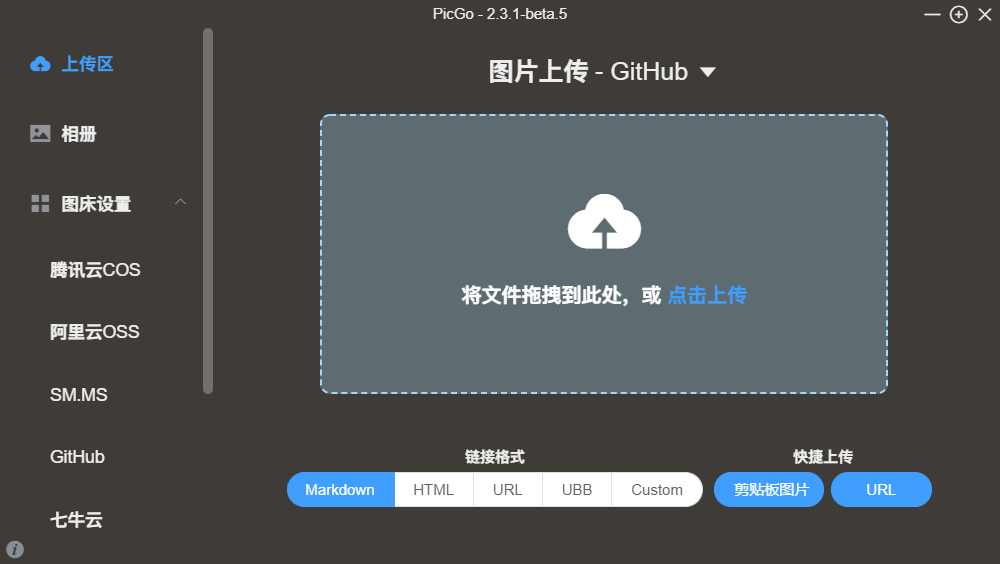 PicGo - 2.3.1-beta.5
上传区
相册
图床设置
腾讯云COS
阿里云OSS
SM.MS
GitHub
七牛云
图片上传 - GitHub
将文件拖拽到此处，或 点击上传
链接格式
Markdown HTML URL UBB Custom
快捷上传
剪贴板图片 URL